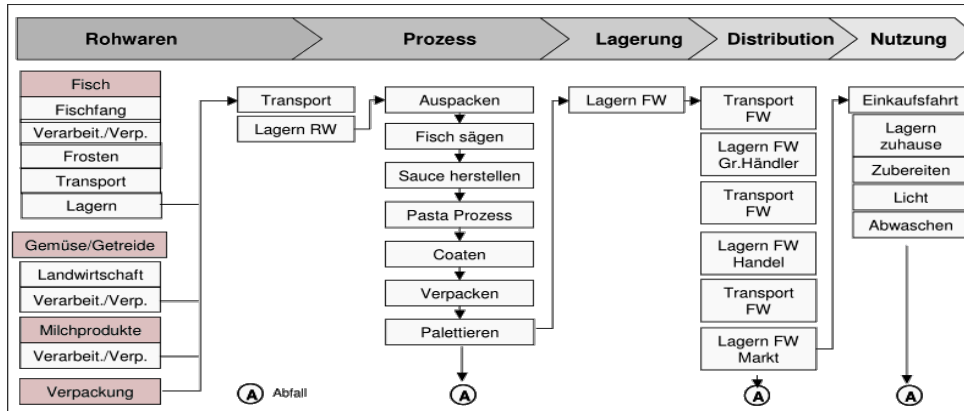 Rohwaren
Prozess
Lagerung
Distribution
Nutzung
Fisch
Fischfang
Verarbeit./Verp.
Frosten
Transport
Lagern
Gemüse/Getreide
Landwirtschaft
Verarbeit./Verp.
Milchprodukte
Verarbeit./Verp.
Verpackung
Transport
Lagern RW
A Abfall
Auspacken
Fisch sägen
Sauce herstellen
Pasta Prozess
Coaten
Verpacken
Palettieren
A
Lagern FW
Transport
FW
Lagern FW
Gr.Händler
Transport
FW
Lagern FW
Handel
Transport
FW
Lagern FW
Markt
A
Einkaufsfahrt
Lagern
zuhause
Zubereiten
Licht
Abwaschen
A